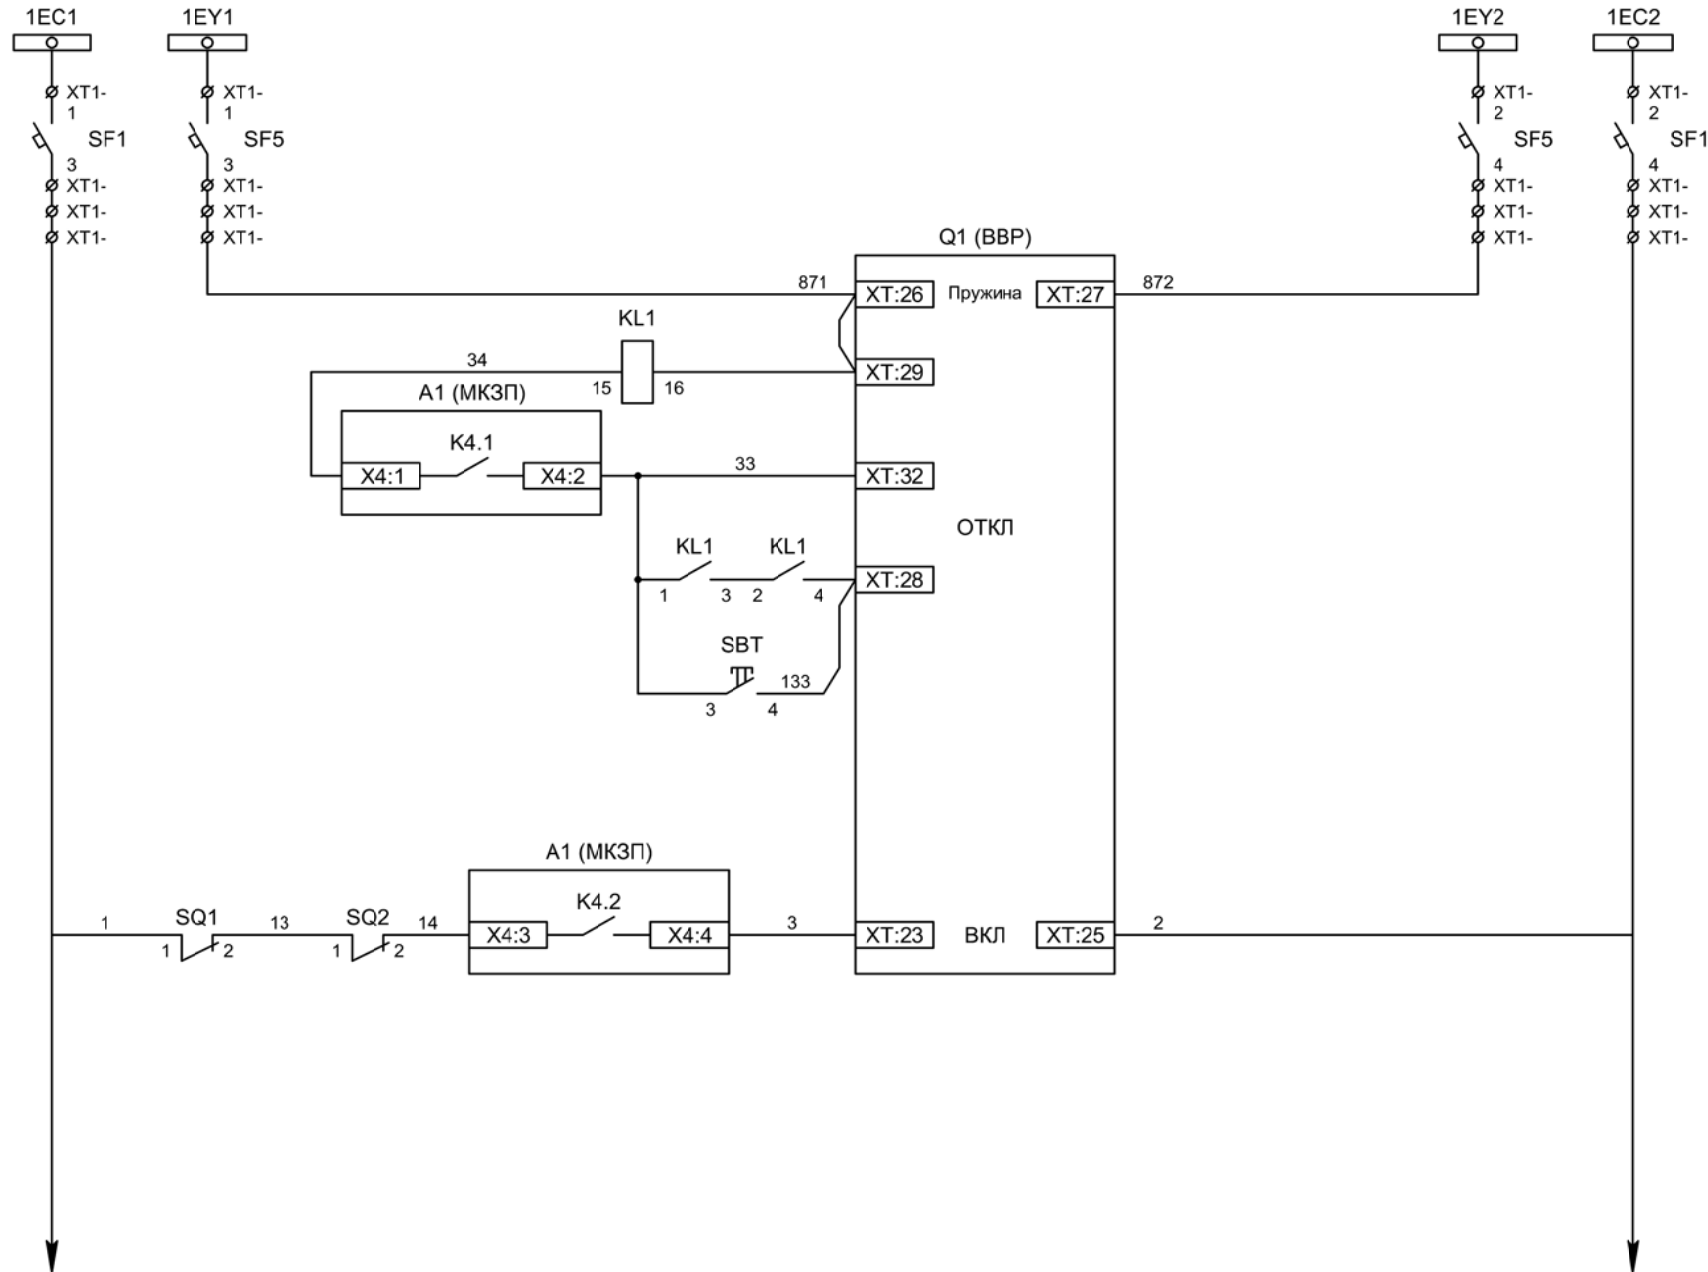 1EC1
1EY1
1EY2
1EC2
XT1-
XT1-
XT1-
XT1-
1
1
2
2
SF1
SF5
SF5
SF1
3
3
4
4
XT1-
XT1-
XT1-
XT1-
XT1-
XT1-
XT1-
XT1-
XT1-
XT1-
XT1-
XT1-
Q1 (ВВР)
871
XT:26
Пружина
XT:27
872
KL1
34
15
16
XT:29
A1 (МКЗП)
K4.1
X4:1
X4:2
33
XT:32
ОТКЛ
KL1
KL1
XT:28
1
3
2
4
SBT
133
3
4
A1 (МКЗП)
K4.2
1
SQ1
13
SQ2
14
X4:3
X4:4
3
XT:23
ВКЛ
XT:25
2
1
2
1
2